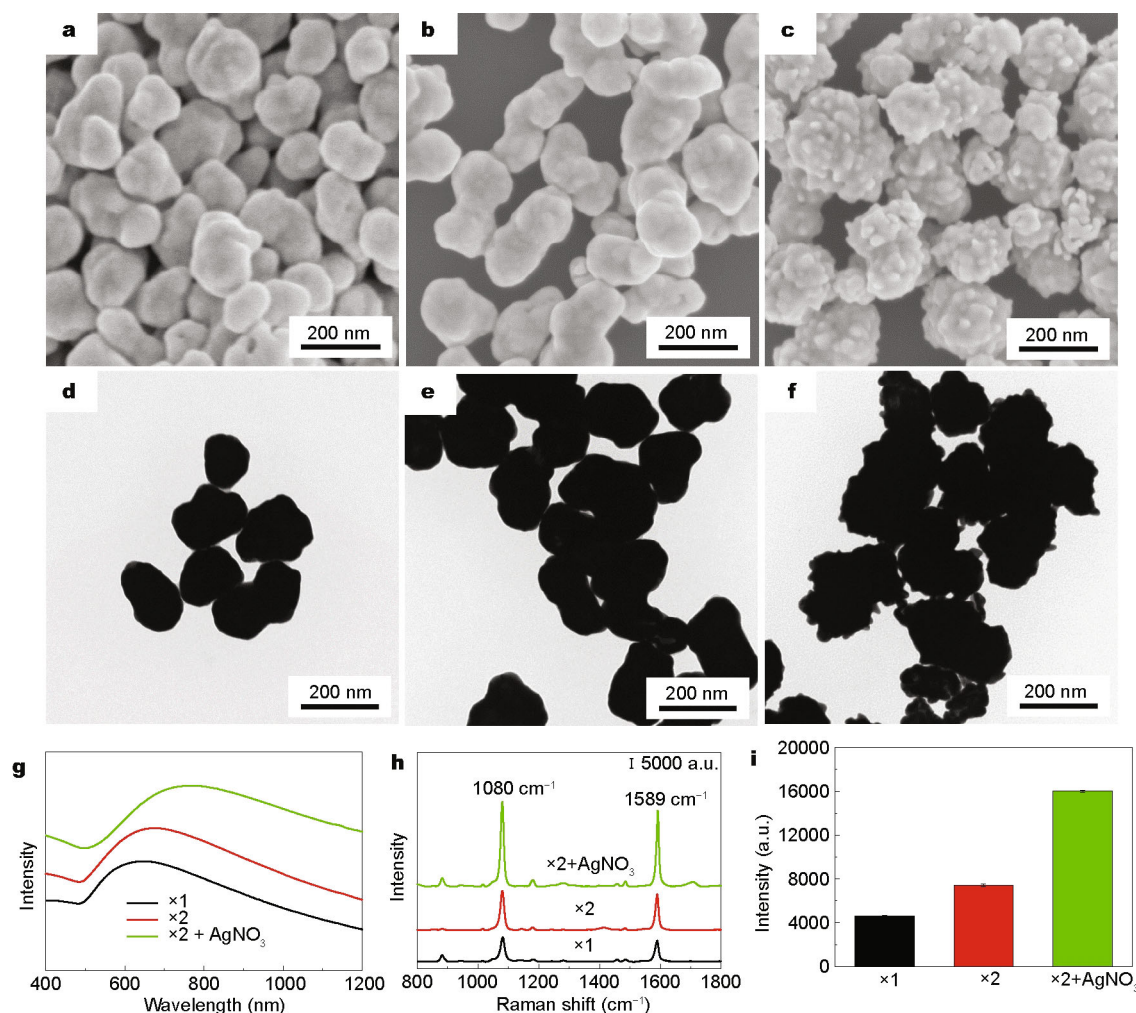 a
b
c
200 nm
200 nm
200 nm
d
e
f
200 nm
200 nm
200 nm
g
Intensity
×1
×2
×2 + AgNO₃
400 600 800 1000 1200
Wavelength (nm)
h
I 5000 a.u.
1080 cm⁻¹
1589 cm⁻¹
×2+AgNO₃
×2
×1
Intensity
800 1000 1200 1400 1600 1800
Raman shift (cm⁻¹)
i
20000
16000
12000
8000
4000
0
Intensity (a.u.)
×1 ×2 ×2+AgNO₃